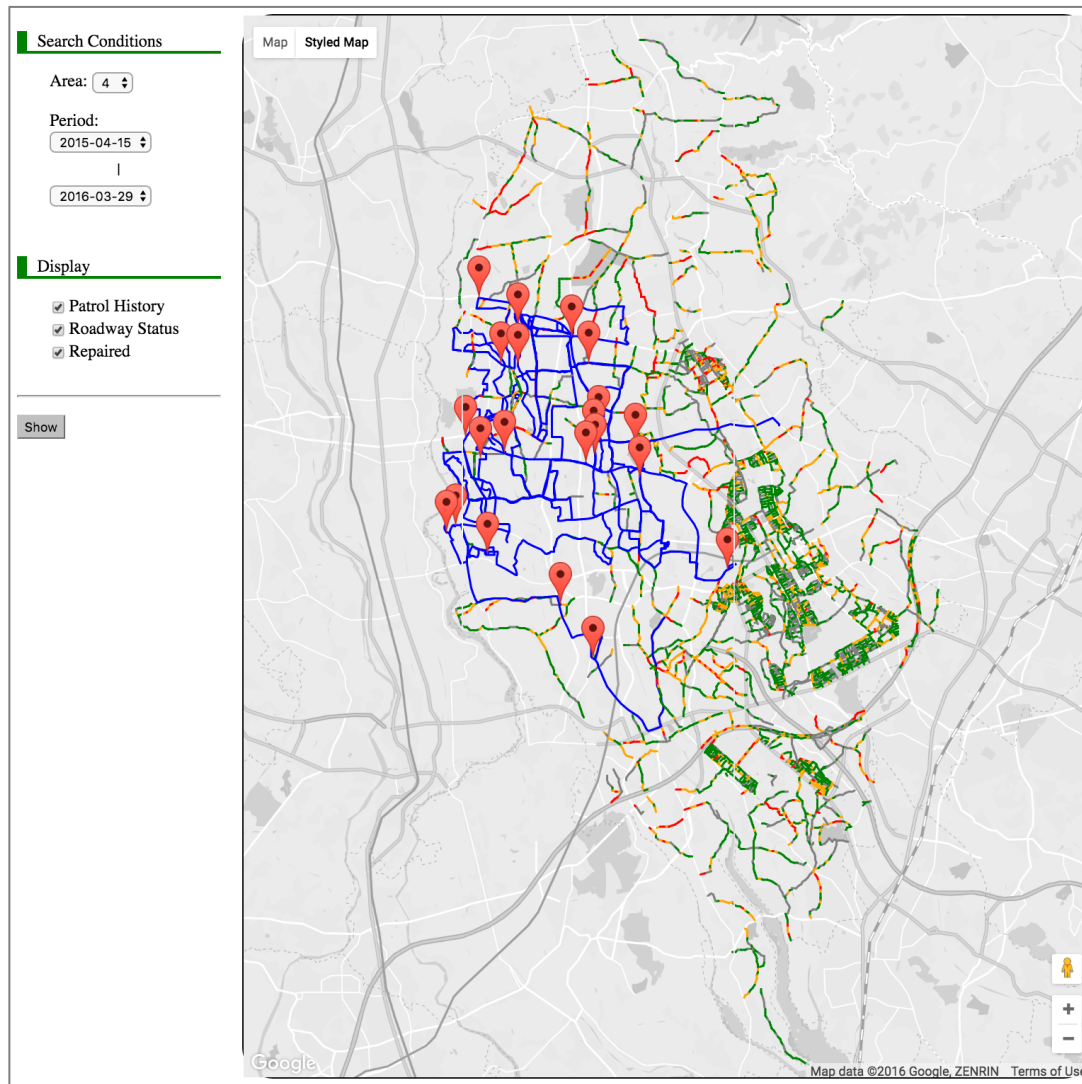 Search Conditions
Area: 4
Period:
2015-04-15
|
2016-03-29
Display
Patrol History
Roadway Status
Repaired
Show
Map Styled Map
Google
Map data ©2016 Google, ZENRIN Terms of Use